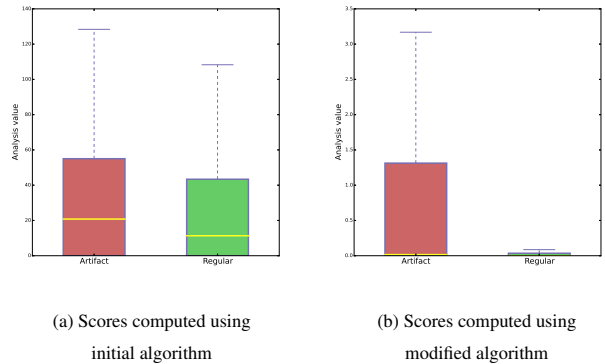 140
120
100
80
60
40
20
0
Analysis value
Artifact
Regular
3.5
3.0
2.5
2.0
1.5
1.0
0.5
0.0
Analysis value
Artifact
Regular
(a) Scores computed using
initial algorithm
(b) Scores computed using
modified algorithm